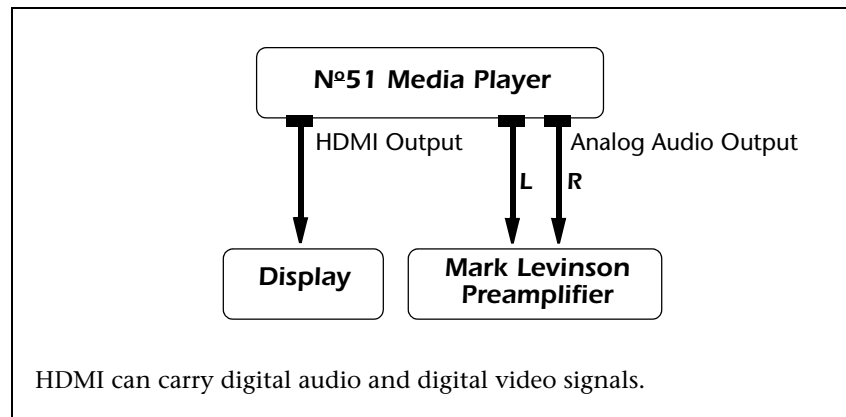 Nº51 Media Player
HDMI Output
Analog Audio Output
L
R
Display
Mark Levinson
Preamplifier
HDMI can carry digital audio and digital video signals.